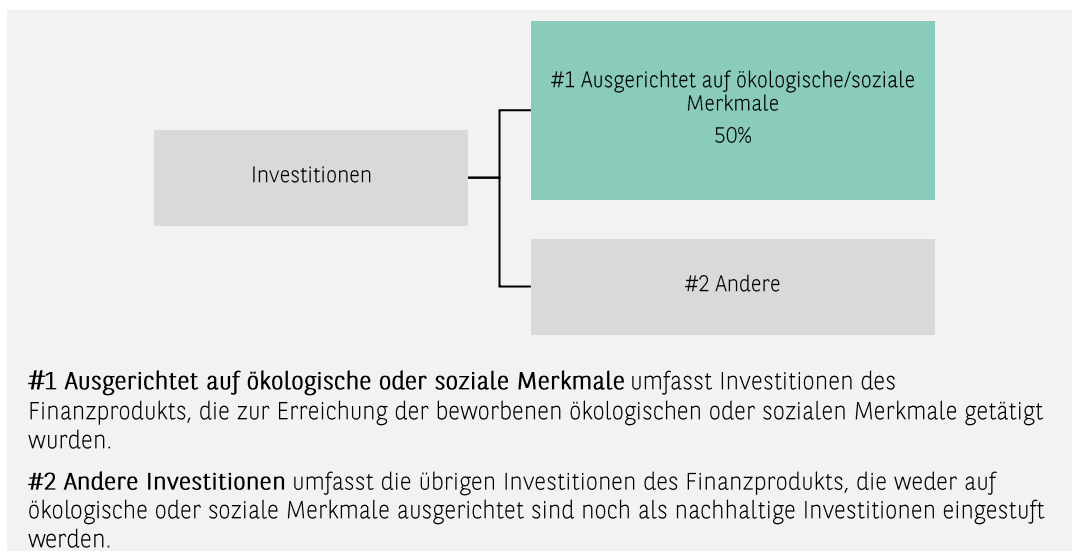 #1 Ausgerichtet auf ökologische/soziale
Merkmale
50%
Investitionen
#2 Andere
#1 Ausgerichtet auf ökologische oder soziale Merkmale umfasst Investitionen des
Finanzprodukts, die zur Erreichung der beworbenen ökologischen oder sozialen Merkmale getätigt
wurden.
#2 Andere Investitionen umfasst die übrigen Investitionen des Finanzprodukts, die weder auf
ökologische oder soziale Merkmale ausgerichtet sind noch als nachhaltige Investitionen eingestuft
werden.